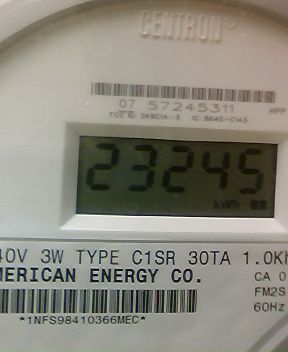 CENTRON®
07 57245311
23245
kWh
40V 3W TYPE C1SR 30TA 1.0Kh
MERICAN ENERGY CO.
CA 0
FM2S
60Hz
*1NFS98410366MEC*